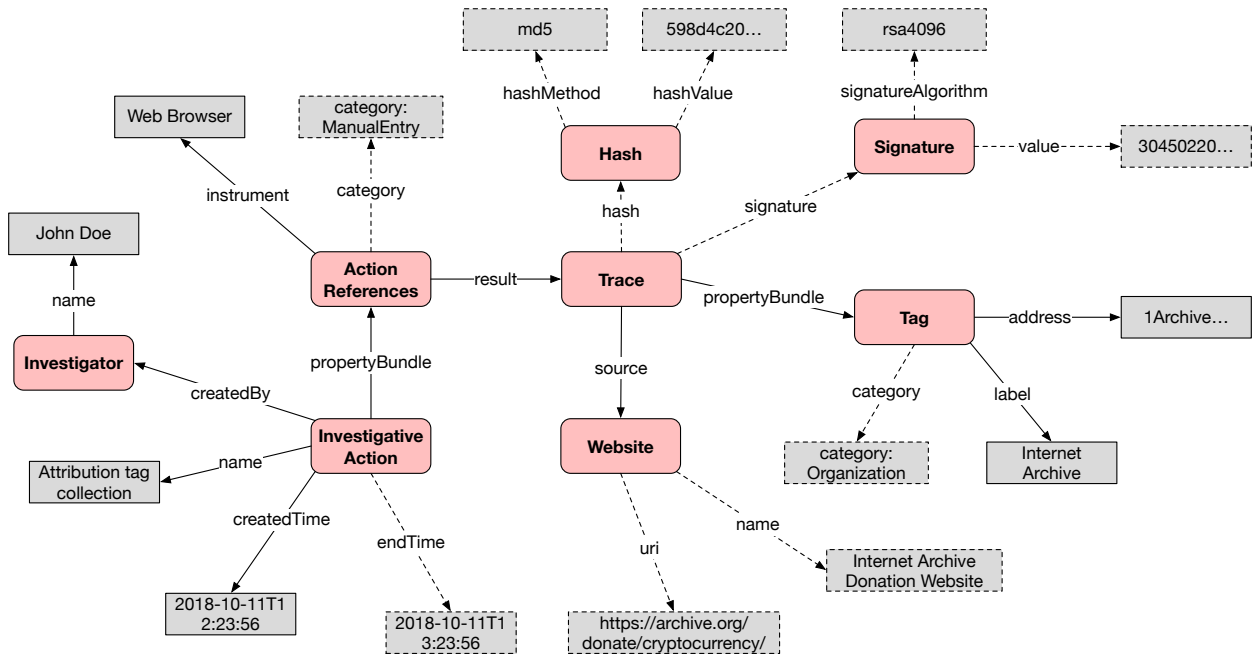 md5
598d4c20...
rsa4096
hashMethod
hashValue
signatureAlgorithm
Web Browser
category:
ManualEntry
Hash
Signature
value
30450220...
instrument
category
hash
signature
John Doe
name
Action
References
result
Trace
propertyBundle
Tag
address
1Archive...
Investigator
createdBy
propertyBundle
source
category
label
Investigative
Action
Website
category:
Organization
Internet
Archive
name
Attribution tag
collection
createdTime
endTime
uri
name
Internet Archive
Donation Website
2018-10-11T1
2:23:56
2018-10-11T1
3:23:56
https://archive.org/
donate/cryptocurrency/